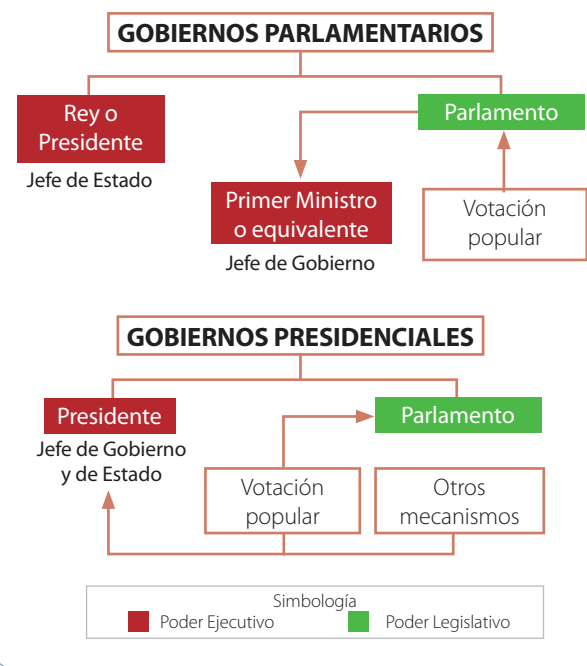 GOBIERNOS PARLAMENTARIOS
Rey o
Presidente
Jefe de Estado
Parlamento
Primer Ministro
o equivalente
Jefe de Gobierno
Votación
popular
GOBIERNOS PRESIDENCIALES
Presidente
Jefe de Gobierno
y de Estado
Parlamento
Votación
popular
Otros
mecanismos
Simbología
Poder Ejecutivo
Poder Legislativo